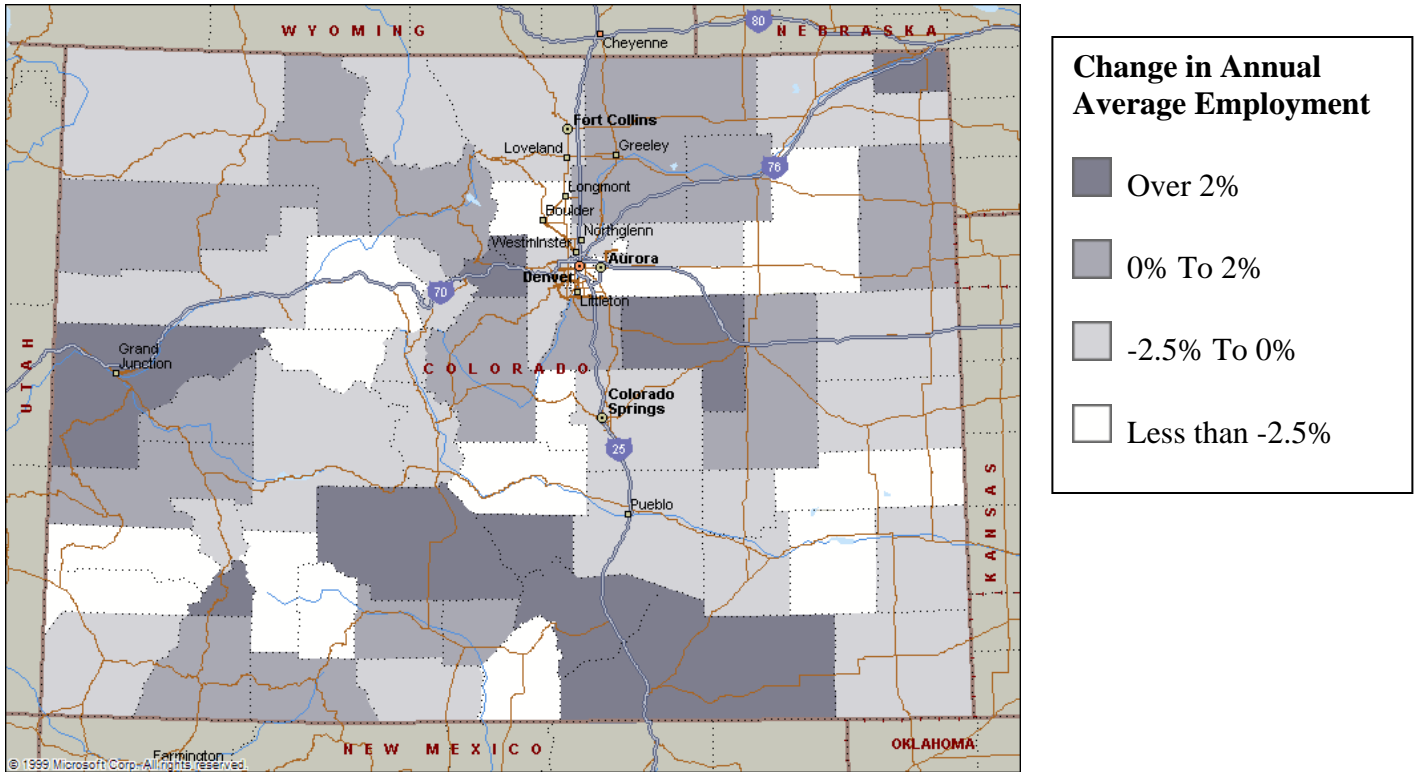 WYOMING
80
NEBRASKA
Cheyenne
Fort Collins
Loveland
Greeley
76
Longmont
Boulder
Northglenn
Westminster
Aurora
Denver
70
Littleton
UTAH
Grand
Junction
COLORADO
Colorado
Springs
25
Pueblo
KANSAS
NEW MEXICO
OKLAHOMA
Farmington
© 1999 Microsoft Corp. All rights reserved.
Change in Annual
Average Employment
Over 2%
0% To 2%
-2.5% To 0%
Less than -2.5%